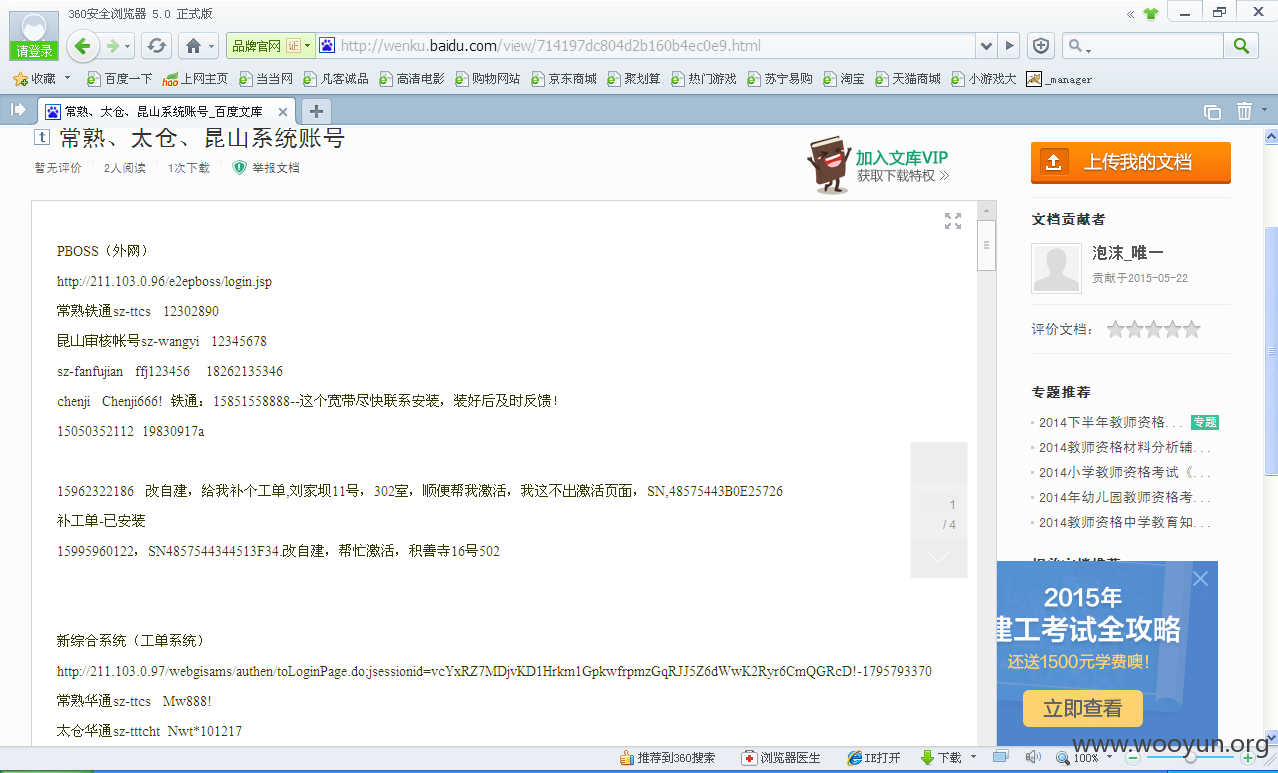 360安全浏览器 5.0 正式版
请登录
品牌官网 证
http://wenku.baidu.com/view/714197dc804d2b160b4ec0e9.html
收藏 百度一下 上网主页 当当网 凡客诚品 高清电影 购物网站 京东商城 聚划算 热门游戏 苏宁易购 淘宝 天猫商城 小游戏大 _manager
常熟、太仓、昆山系统账号_百度文库
常熟、太仓、昆山系统账号
暂无评价 2人阅读 1次下载 举报文档
加入文库VIP
获取下载特权
上传我的文档
PBOSS（外网）
http://211.103.0.96/e2epboss/login.jsp
常熟铁通sz-ttcs 12302890
昆山审核帐号sz-wangyi 12345678
sz-fanfujian ffj123456 18262135346
chenji Chenji666! 铁通：15851558888--这个宽带尽快联系安装，装好后及时反馈！
15050352112 19830917a
15962322186 改自建，给我补个工单,刘家坝11号，302室，顺便帮我激活，我这不出激活页面，SN,48575443B0E25726
补工单-已安装
15995960122，SN4857544344513F34.改自建，帮忙激活，积善寺16号502
新综合系统（工单系统）
http://211.103.0.97/webgisams/authen/toLoginPage.do;jsessionid=vcYxRZ7MDjvKD1Hrkm1GpkwfrpmzGqRJJ5Z6dWwK2Ryr6CmQGRcD!-1795793370
常熟华通sz-ttcs Mw888!
太仓华通sz-tttcht Nwt*101217
1
/ 4
文档贡献者
泡沫_唯一
贡献于2015-05-22
评价文档：
专题推荐
2014下半年教师资格... 专题
2014教师资格材料分析辅...
2014小学教师资格考试《...
2014年幼儿园教师资格考...
2014教师资格中学教育知...
2015年
建工考试全攻略
还送1500元学费噢!
立即查看
www.wooyun.org
推荐到360搜索 浏览器医生 IE打开 下载 100%